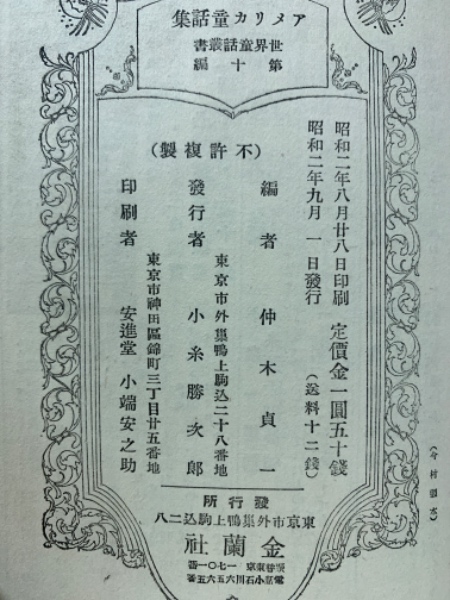 アメリカ童話集
世界童話叢書
第十編
昭和二年八月廿八日印刷 定價金一圓五十錢
昭和二年九月 一日發行 (送料十二錢)
(不許複製)
編者 仲木貞一
東京市外巢鴨上駒込二十八番地
發行者 小糸勝次郎
東京市神田區錦町三丁目廿五番地
印刷者 安進堂 小端安之助
發行所
東京市外巢鴨上駒込二八
金蘭社
振替東京一七〇一番
電話小石川六五六五番